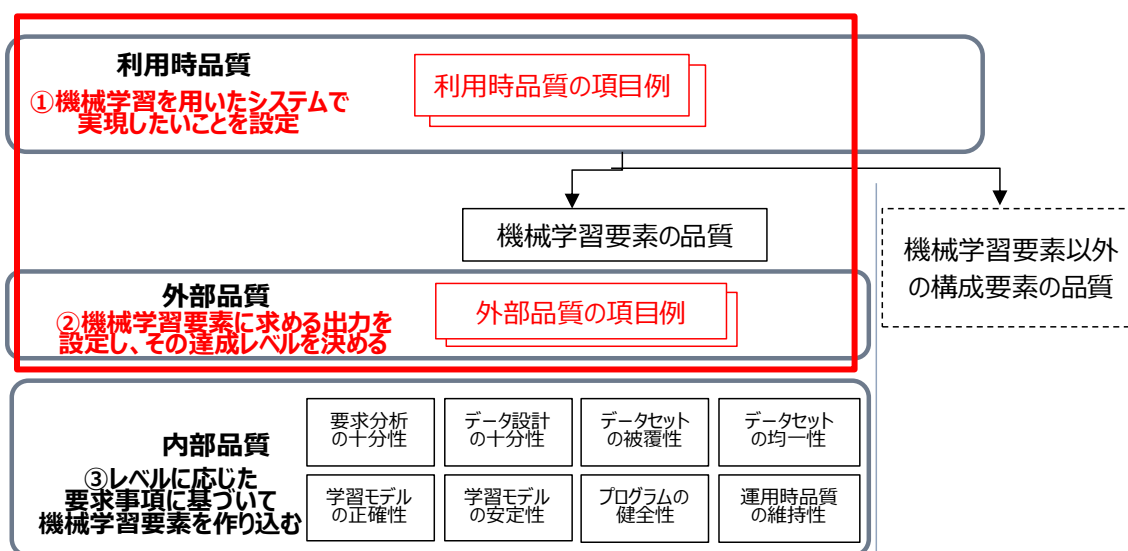 利用時品質
①機械学習を用いたシステムで
実現したいことを設定
利用時品質の項目例
機械学習要素の品質
機械学習要素以外
の構成要素の品質
外部品質
②機械学習要素に求める出力を
設定し、その達成レベルを決める
外部品質の項目例
内部品質
③レベルに応じた
要求事項に基づいて
機械学習要素を作り込む
要求分析
の十分性
データ設計
の十分性
データセット
の被覆性
データセット
の均一性
学習モデル
の正確性
学習モデル
の安定性
プログラムの
健全性
運用時品質
の維持性